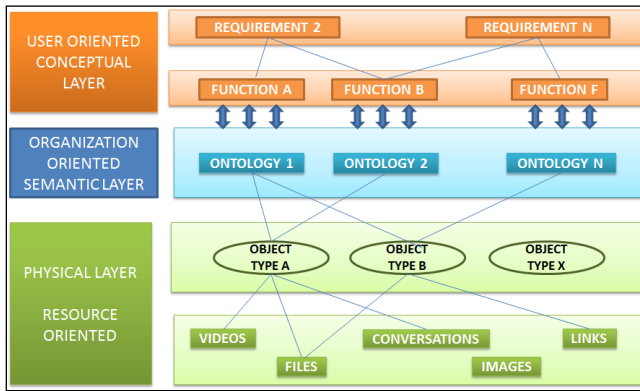 USER ORIENTED
CONCEPTUAL
LAYER
REQUIREMENT 2
REQUIREMENT N
FUNCTION A
FUNCTION B
FUNCTION F
ORGANIZATION
ORIENTED
SEMANTIC LAYER
ONTOLOGY 1
ONTOLOGY 2
ONTOLOGY N
PHYSICAL LAYER
RESOURCE
ORIENTED
OBJECT
TYPE A
OBJECT
TYPE B
OBJECT
TYPE X
VIDEOS
CONVERSATIONS
LINKS
FILES
IMAGES